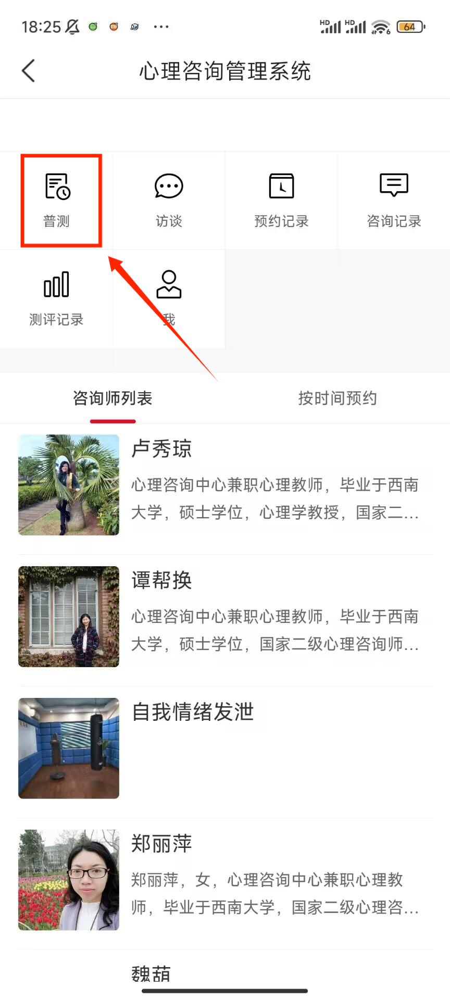 18:25
HD HD 6 64
心理咨询管理系统
普测
访谈
预约记录
咨询记录
测评记录
我
咨询师列表
按时间预约
卢秀琼
心理咨询中心兼职心理教师，毕业于西南
大学，硕士学位，心理学教授，国家二...
谭帮换
心理咨询中心兼职心理教师，毕业于西南
大学，硕士学位，国家二级心理咨询师...
自我情绪发泄
郑丽萍
郑丽萍，女，心理咨询中心兼职心理教
师，毕业于西南大学，国家二级心理咨...
魏葫